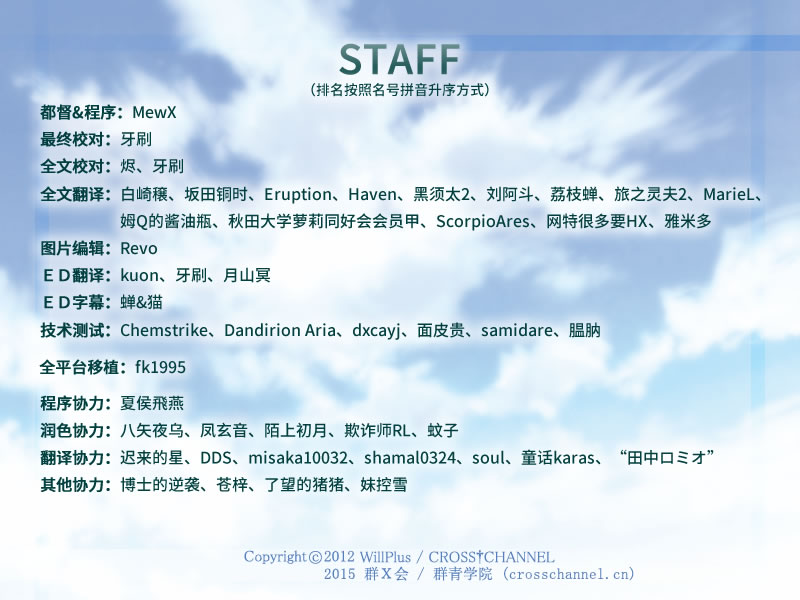 STAFF
（排名按照名号拼音升序方式）
都督&程序：MewX
最终校对：牙刷
全文校对：烬、牙刷
全文翻译：白崎穣、坂田铜时、Eruption、Haven、黑须太2、刘阿斗、荔枝蝉、旅之灵夫2、MarieL、
姆Q的酱油瓶、秋田大学萝莉同好会会员甲、ScorpioAres、网特很多要HX、雅米多
图片编辑：Revo
ＥＤ翻译：kuon、牙刷、月山冥
ＥＤ字幕：蝉&猫
技术测试：Chemstrike、Dandirion Aria、dxcayj、面皮贵、samidare、腽肭
全平台移植：fk1995
程序协力：夏侯飛燕
润色协力：八矢夜乌、凤玄音、陌上初月、欺诈师RL、蚊子
翻译协力：迟来的星、DDS、misaka10032、shamal0324、soul、童话karas、“田中ロミオ”
其他协力：博士的逆袭、苍梓、了望的猪猪、妹控雪
Copyright©2012 WillPlus / CROSS†CHANNEL
2015 群X会 / 群青学院 (crosschannel.cn)